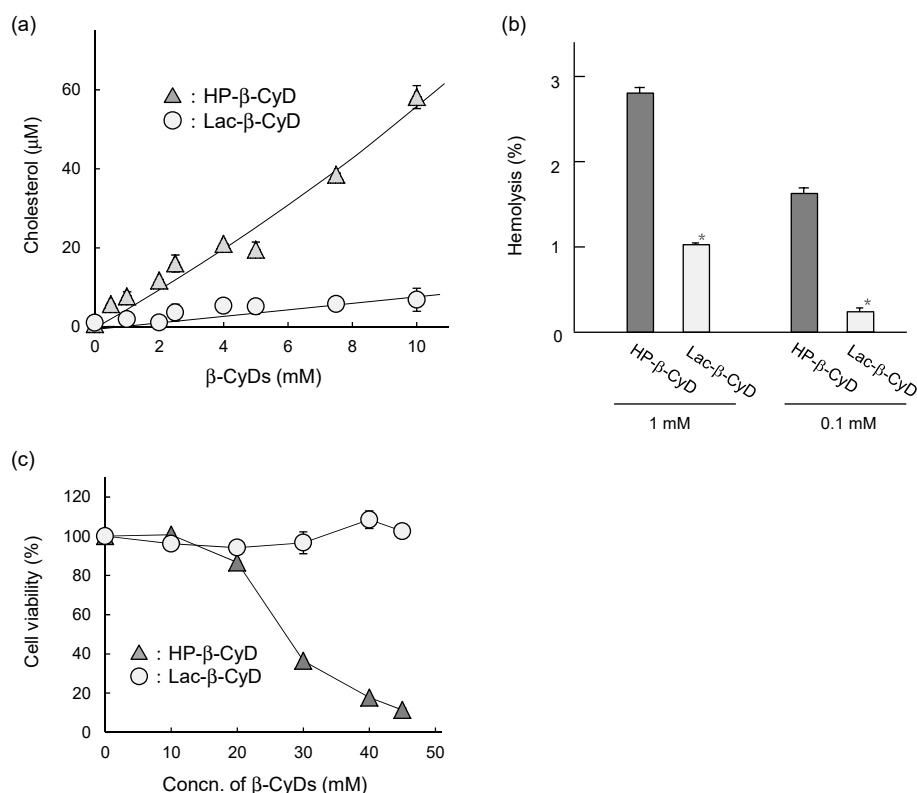 (a)
60
40
20
0
Cholesterol (μM)
: HP-β-CyD
: Lac-β-CyD
0 2 4 6 8 10
β-CyDs (mM)
(b)
3
2
1
0
Hemolysis (%)
* *
HP-β-CyD Lac-β-CyD HP-β-CyD Lac-β-CyD
1 mM 0.1 mM
(c)
120
100
80
60
40
20
0
Cell viability (%)
: HP-β-CyD
: Lac-β-CyD
0 10 20 30 40 50
Concn. of β-CyDs (mM)